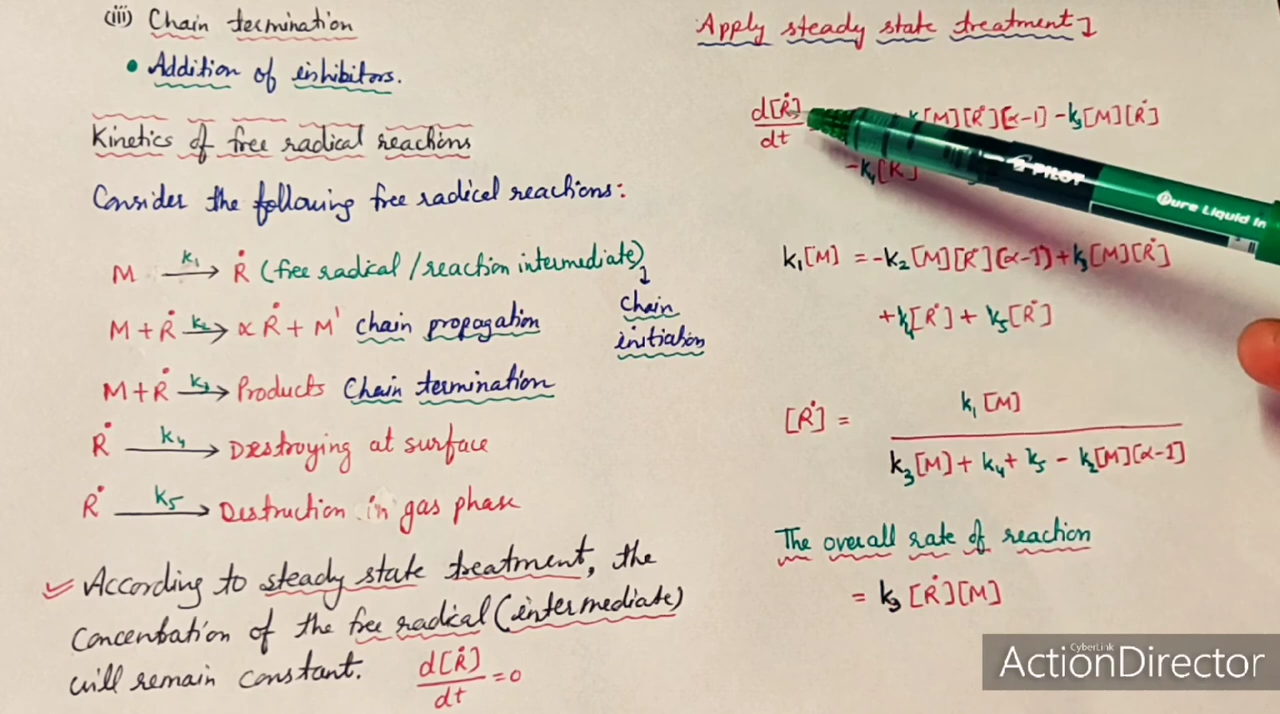 (iii) Chain termination
• Addition of inhibitors.
Kinetics of free radical reactions
Consider the following free radical reactions:
M —k₁→ Ṙ (free radical / reaction intermediate)
↓
Chain
initiation
M + Ṙ —k₂→ α Ṙ + M' Chain propagation
M + Ṙ —k₃→ Products Chain termination
Ṙ —k₄→ Destroying at surface
R˙ —k₅→ Destruction in gas phase
According to steady state treatment, the
Concentration of the free radical (intermediate)
will remain constant. d[Ṙ]/dt = 0
Apply steady state treatment
d[Ṙ]/dt [M][R˙][α-1) - k₃[M][R˙]
-k₄[R
k₁[M] = -k₂[M][R˙][α-1)) + k₃[M][R˙]
+k₄[R˙] + k₅[R˙]
[R˙] = k₁[M] / k₃[M] + k₄ + k₅ - k₂[M][α-1]
The overall rate of reaction
= k₃ [Ṙ][M]
PILOT
Pure Liquid In
CyberLink
ActionDirector